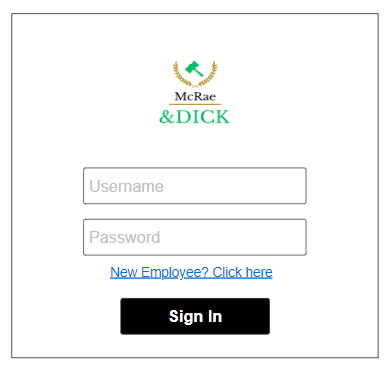 McRae
&DICK
Username
Password
New Employee? Click here
Sign In